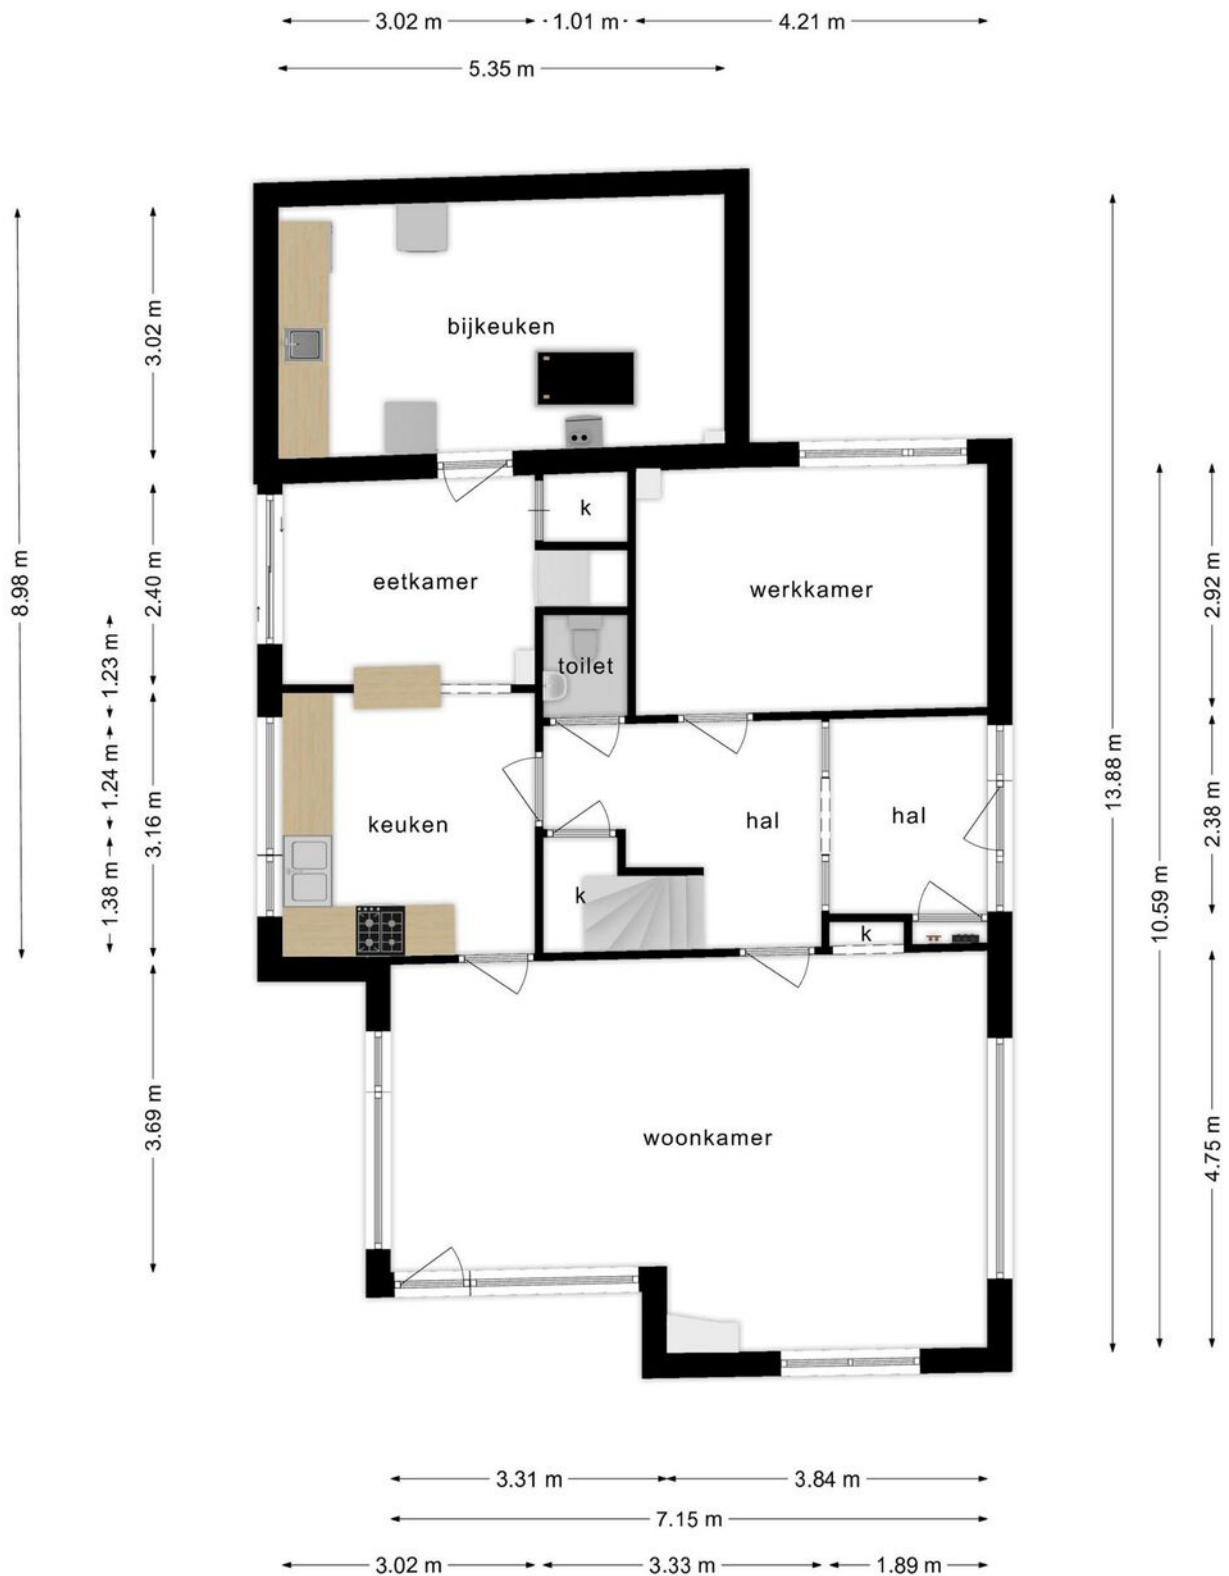 3.02 m
1.01 m
4.21 m
5.35 m
bijkeuken
8.98 m
3.02 m
2.40 m
1.23 m
1.24 m
1.38 m
3.16 m
3.69 m
k
eetkamer
werkkamer
toilet
keuken
hal
hal
k
k
woonkamer
13.88 m
10.59 m
2.92 m
2.38 m
4.75 m
3.31 m
3.84 m
7.15 m
3.02 m
3.33 m
1.89 m